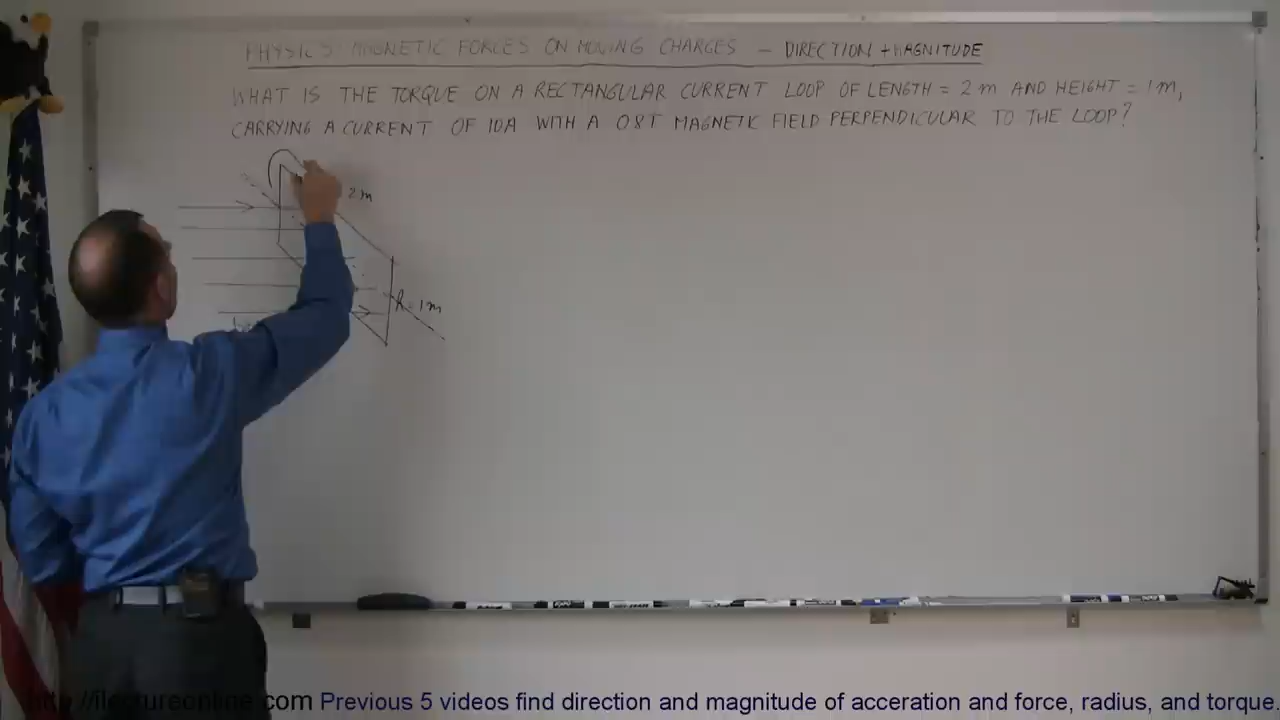 PHYSICS: MAGNETIC FORCES ON MOVING CHARGES – DIRECTION + MAGNITUDE
WHAT IS THE TORQUE ON A RECTANGULAR CURRENT LOOP OF LENGTH = 2 m AND HEIGHT = 1 m,
CARRYING A CURRENT OF 10A WITH A 0.8T MAGNETIC FIELD PERPENDICULAR TO THE LOOP?
2 m
h = 1 m
http://ilectureonline.com Previous 5 videos find direction and magnitude of acceration and force, radius, and torque.